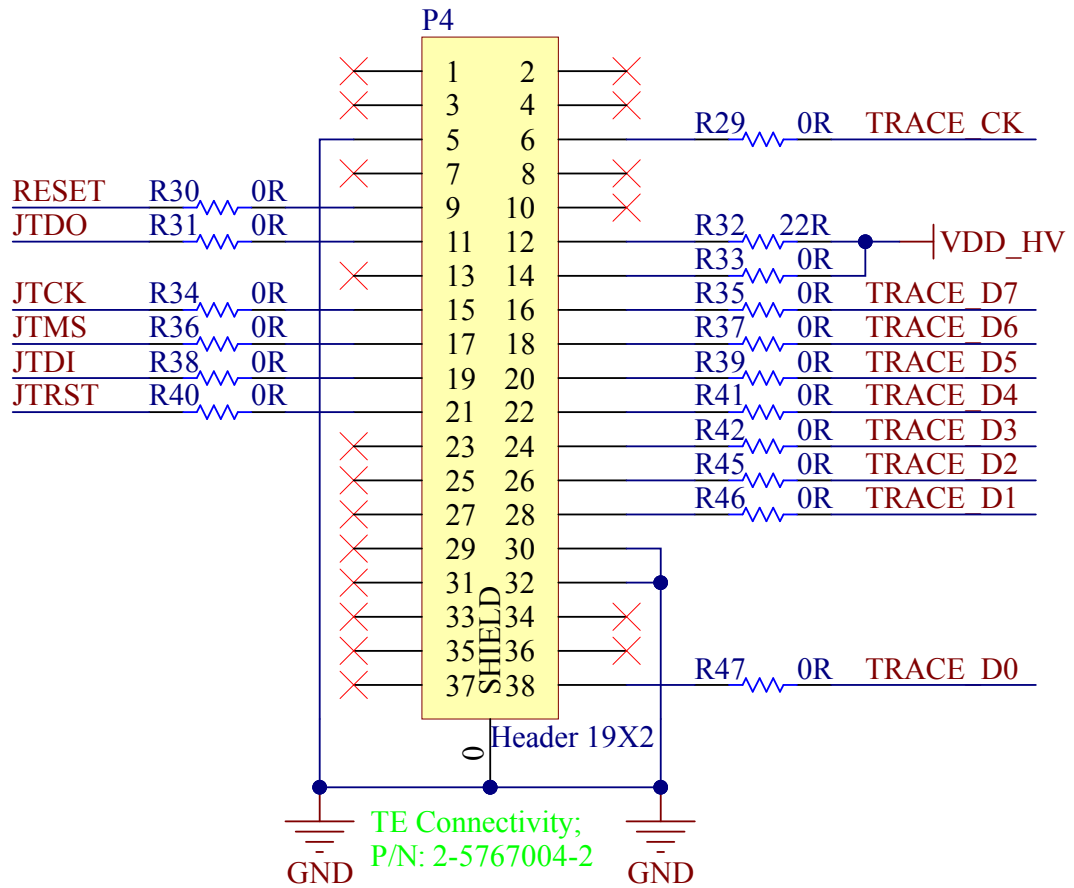 P4
1 2
3 4
5 6 R29 0R TRACE_CK
7 8
RESET R30 0R 9 10
JTDO R31 0R 11 12 R32 22R VDD_HV
13 14 R33 0R
JTCK R34 0R 15 16 R35 0R TRACE_D7
JTMS R36 0R 17 18 R37 0R TRACE_D6
JTDI R38 0R 19 20 R39 0R TRACE_D5
JTRST R40 0R 21 22 R41 0R TRACE_D4
23 24 R42 0R TRACE_D3
25 26 R45 0R TRACE_D2
27 28 R46 0R TRACE_D1
29 30
31 32
33 34
35 36
37 38 R47 0R TRACE_D0
SHIELD
0
Header 19X2
TE Connectivity;
P/N: 2-5767004-2
GND GND